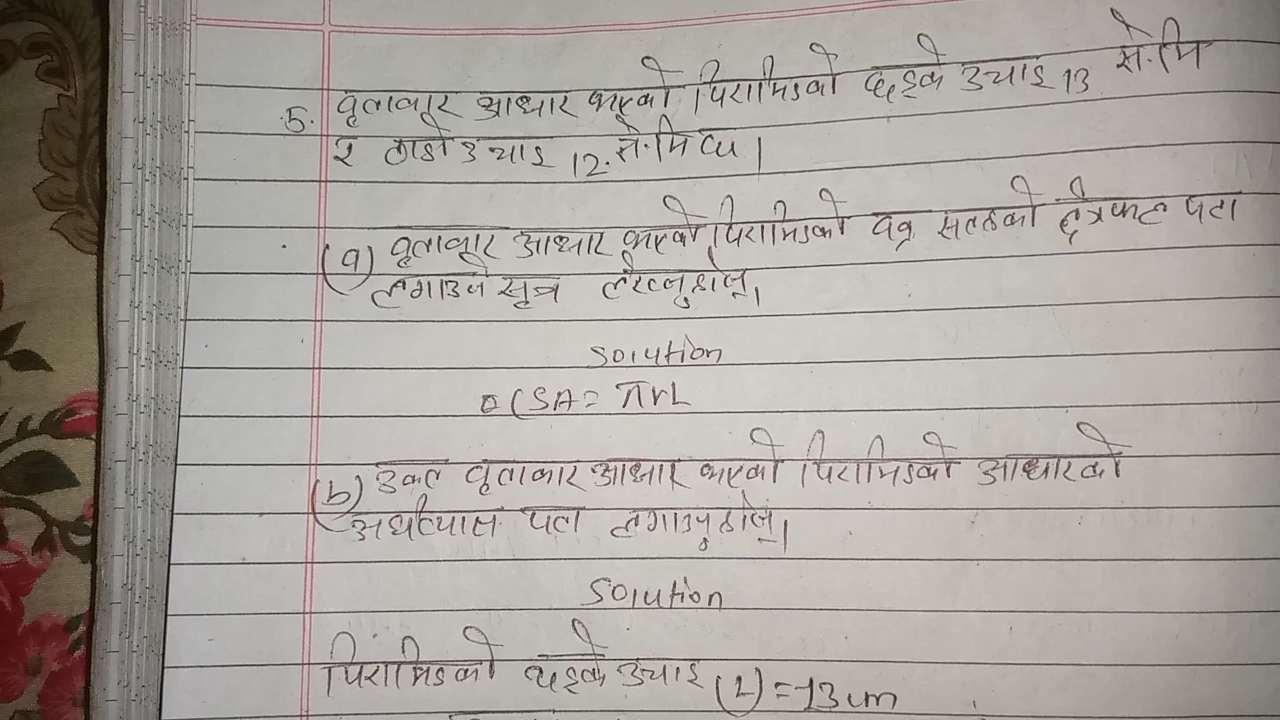 5. वृताकार आधार भएको पिरामिडको छड्के उचाइ 13 से.मि
र ठाडो उचाइ 12. से.मि छ।
(a) वृताकार आधार भएको पिरामिडको वक्र सतहको क्षेत्रफल पत्ता
लगाउने सूत्र लेख्नुहोस्।
Solution
CSA = πrL
(b) उक्त वृताकार आधार भएको पिरामिडको आधारको
अर्धव्यास पत्ता लगाउनुहोस्।
Solution
पिरामिडको छड्के उचाइ (L) = 13 cm